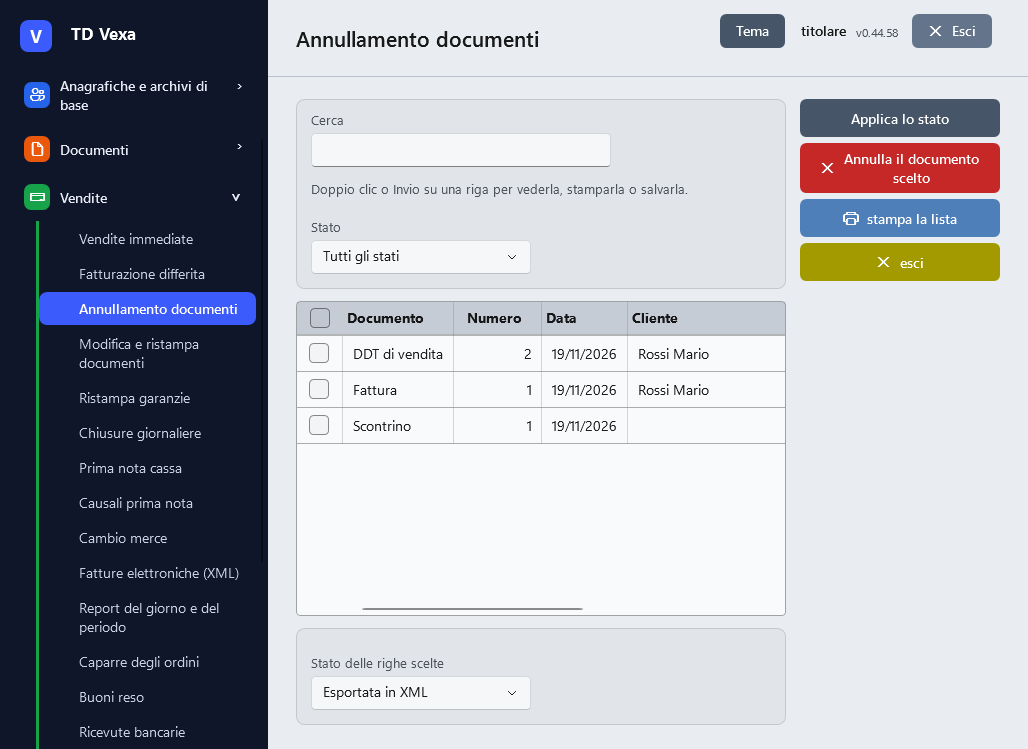 V TD Vexa
Anagrafiche e archivi di
base
Documenti
Vendite
Vendite immediate
Fatturazione differita
Annullamento documenti
Modifica e ristampa
documenti
Ristampa garanzie
Chiusure giornaliere
Prima nota cassa
Causali prima nota
Cambio merce
Fatture elettroniche (XML)
Report del giorno e del
periodo
Caparre degli ordini
Buoni reso
Ricevute bancarie
Annullamento documenti
Tema titolare v0.44.58 Esci
Cerca
Doppio clic o Invio su una riga per vederla, stamparla o salvarla.
Stato
Tutti gli stati
Applica lo stato
Annulla il documento
scelto
stampa la lista
esci
Documento Numero Data Cliente
DDT di vendita 2 19/11/2026 Rossi Mario
Fattura 1 19/11/2026 Rossi Mario
Scontrino 1 19/11/2026
Stato delle righe scelte
Esportata in XML